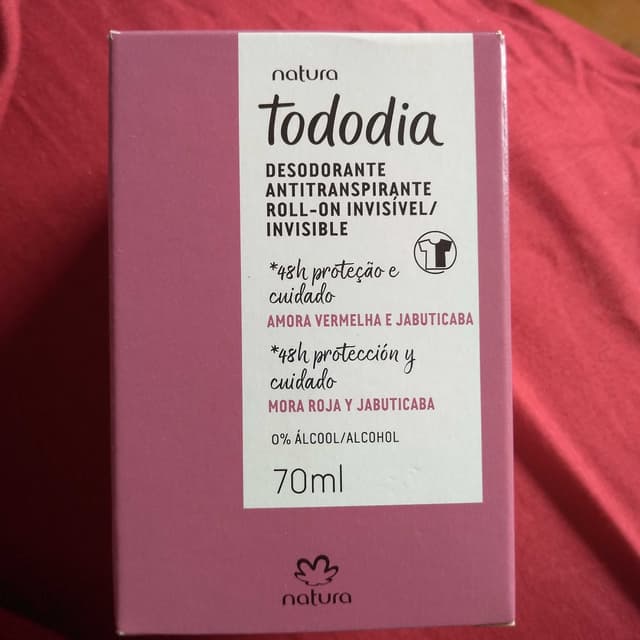 natura
tododia
DESODORANTE
ANTITRANSPIRANTE
ROLL-ON INVISÍVEL/
INVISIBLE
*48h proteção e
cuidado
AMORA VERMELHA E JABUTICABA
*48h protección y
cuidado
MORA ROJA Y JABUTICABA
0% ÁLCOOL/ALCOHOL
70ml
natura